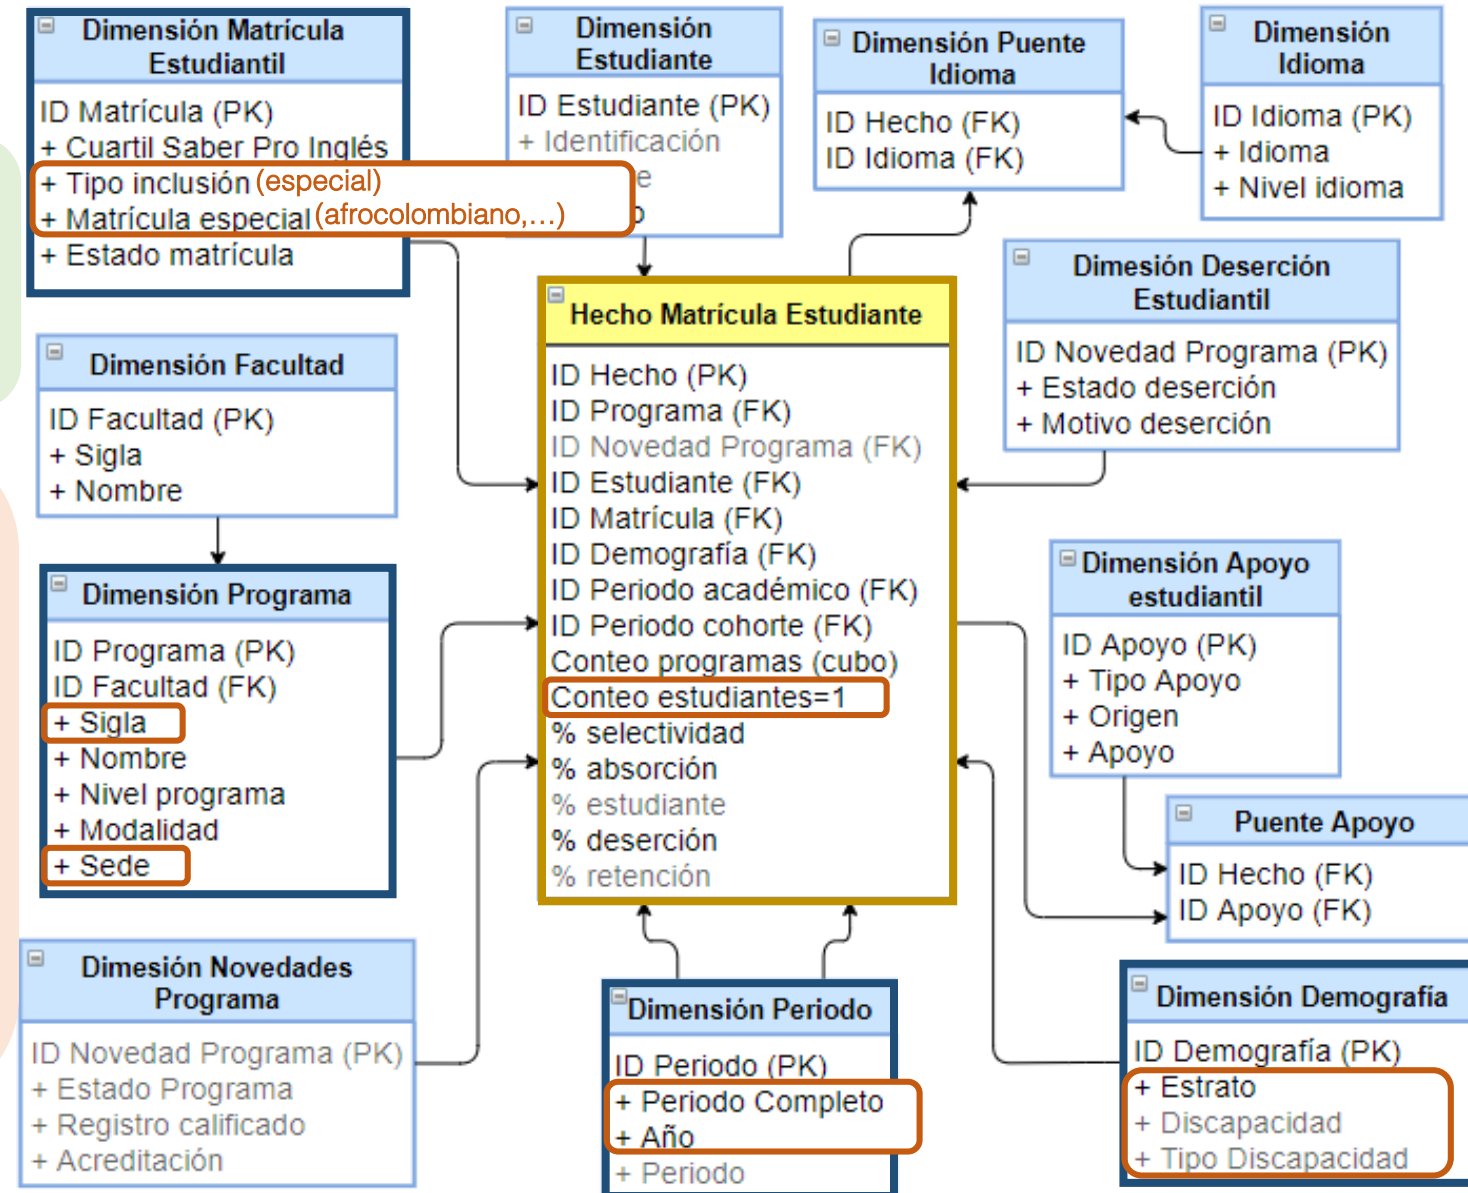 Dimensión Matrícula
Estudiantil
ID Matrícula (PK)
+ Cuartil Saber Pro Inglés
+ Tipo inclusión (especial)
+ Matrícula especial (afrocolombiano,...)
+ Estado matrícula
Dimensión
Estudiante
ID Estudiante (PK)
+ Identificación
e
o
Dimensión Puente
Idioma
ID Hecho (FK)
ID Idioma (FK)
Dimensión
Idioma
ID Idioma (PK)
+ Idioma
+ Nivel idioma
Dimesión Deserción
Estudiantil
ID Novedad Programa (PK)
+ Estado deserción
+ Motivo deserción
Dimensión Facultad
ID Facultad (PK)
+ Sigla
+ Nombre
Hecho Matrícula Estudiante
ID Hecho (PK)
ID Programa (FK)
ID Novedad Programa (FK)
ID Estudiante (FK)
ID Matrícula (FK)
ID Demografía (FK)
ID Periodo académico (FK)
ID Periodo cohorte (FK)
Conteo programas (cubo)
Conteo estudiantes=1
% selectividad
% absorción
% estudiante
% deserción
% retención
Dimensión Programa
ID Programa (PK)
ID Facultad (FK)
+ Sigla
+ Nombre
+ Nivel programa
+ Modalidad
+ Sede
Dimensión Apoyo
estudiantil
ID Apoyo (PK)
+ Tipo Apoyo
+ Origen
+ Apoyo
Puente Apoyo
ID Hecho (FK)
ID Apoyo (FK)
Dimesión Novedades
Programa
ID Novedad Programa (PK)
+ Estado Programa
+ Registro calificado
+ Acreditación
Dimensión Periodo
ID Periodo (PK)
+ Periodo Completo
+ Año
+ Periodo
Dimensión Demografía
ID Demografía (PK)
+ Estrato
+ Discapacidad
+ Tipo Discapacidad